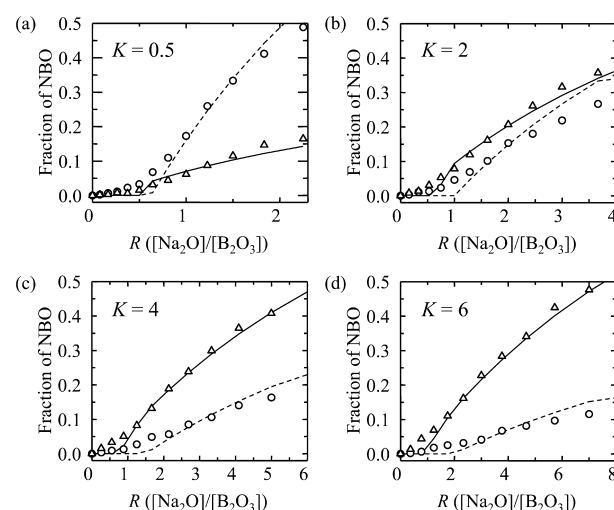 (a)
K = 0.5
Fraction of NBO
0.5
0.4
0.3
0.2
0.1
0.0
0 1 2
R ([Na₂O]/[B₂O₃])
(b)
K = 2
Fraction of NBO
0.5
0.4
0.3
0.2
0.1
0.0
0 1 2 3 4
R ([Na₂O]/[B₂O₃])
(c)
K = 4
Fraction of NBO
0.5
0.4
0.3
0.2
0.1
0.0
0 1 2 3 4 5 6
R ([Na₂O]/[B₂O₃])
(d)
K = 6
Fraction of NBO
0.5
0.4
0.3
0.2
0.1
0.0
0 2 4 6 8
R ([Na₂O]/[B₂O₃])